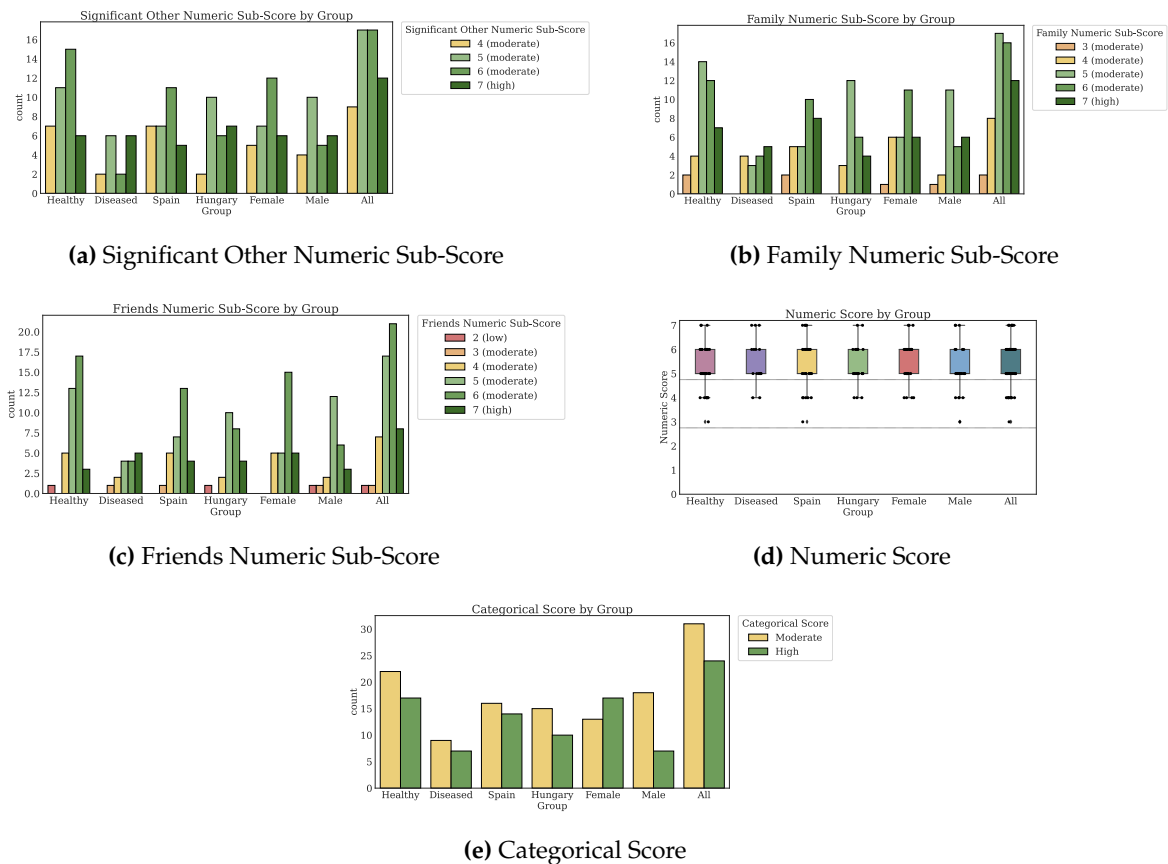 Significant Other Numeric Sub-Score by Group
Significant Other Numeric Sub-Score
4 (moderate)
5 (moderate)
6 (moderate)
7 (high)
count
16
14
12
10
8
6
4
2
0
Healthy Diseased Spain Hungary Female Male All
Group
(a) Significant Other Numeric Sub-Score
Family Numeric Sub-Score by Group
Family Numeric Sub-Score
3 (moderate)
4 (moderate)
5 (moderate)
6 (moderate)
7 (high)
count
16
14
12
10
8
6
4
2
0
Healthy Diseased Spain Hungary Female Male All
Group
(b) Family Numeric Sub-Score
Friends Numeric Sub-Score by Group
Friends Numeric Sub-Score
2 (low)
3 (moderate)
4 (moderate)
5 (moderate)
6 (moderate)
7 (high)
count
20.0
17.5
15.0
12.5
10.0
7.5
5.0
2.5
0.0
Healthy Diseased Spain Hungary Female Male All
Group
(c) Friends Numeric Sub-Score
Numeric Score by Group
Numeric Score
7
6
5
4
3
2
1
0
Healthy Diseased Spain Hungary Female Male All
Group
(d) Numeric Score
Categorical Score by Group
Categorical Score
Moderate
High
count
30
25
20
15
10
5
0
Healthy Diseased Spain Hungary Female Male All
Group
(e) Categorical Score